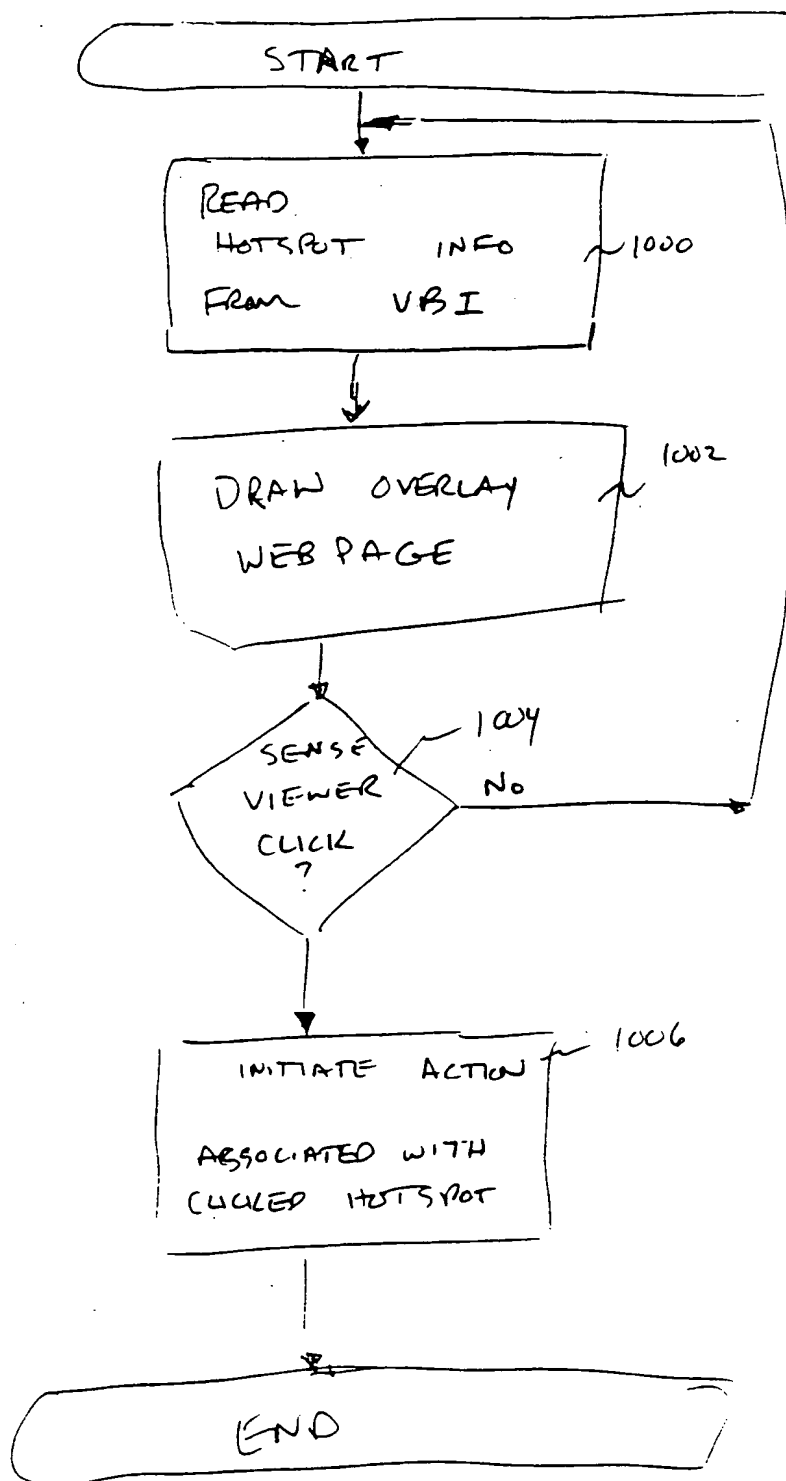 START
READ
HOTSPOT INFO
FROM VBI
1000
DRAW OVERLAY
WEB PAGE
1002
SENSE
VIEWER
CLICK
?
1004
NO
INITIATE ACTION
ASSOCIATED WITH
CLICKED HOTSPOT
1006
END